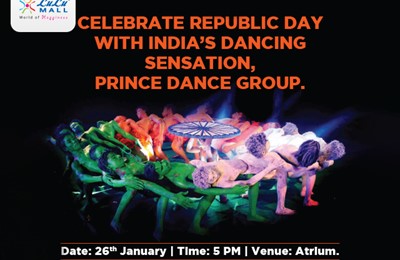 LuLu
MALL
World of Happiness
CELEBRATE REPUBLIC DAY
WITH INDIA'S DANCING
SENSATION,
PRINCE DANCE GROUP.
Date: 26th January | Time: 5 PM | Venue: Atrium.